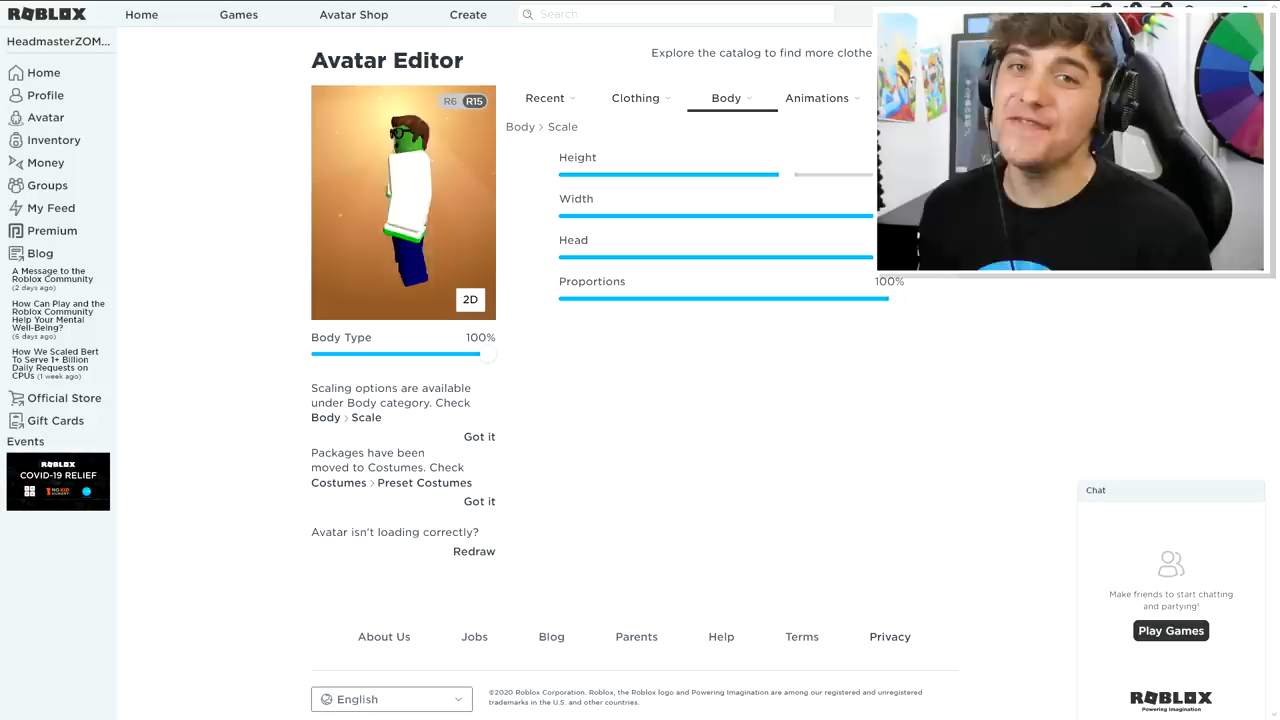 ROBLOX
Home
Games
Avatar Shop
Create
Search
HeadmasterZOM...
Home
Profile
Avatar
Inventory
Money
Groups
My Feed
Premium
Blog
A Message to the
Roblox Community
(2 days ago)
How Can Play and the
Roblox Community
Help Your Mental
Well-Being?
(6 days ago)
How We Scaled Bert
To Serve 1+ Billion
Daily Requests on
CPUs (1 week ago)
Official Store
Gift Cards
Events
ROBLOX
COVID-19 RELIEF
NO KID
HUNGRY
Avatar Editor
Explore the catalog to find more clothe
R6 R15
2D
Body Type 100%
Scaling options are available
under Body category. Check
Body > Scale
Got it
Packages have been
moved to Costumes. Check
Costumes > Preset Costumes
Got it
Avatar isn't loading correctly?
Redraw
Recent
Clothing
Body
Animations
Body > Scale
Height
Width
Head
Proportions 100%
Chat
Make friends to start chatting
and partying!
Play Games
ROBLOX
Powering Imagination
About Us
Jobs
Blog
Parents
Help
Terms
Privacy
English
©2020 Roblox Corporation. Roblox, the Roblox logo and Powering Imagination are among our registered and unregistered
trademarks in the U.S. and other countries.